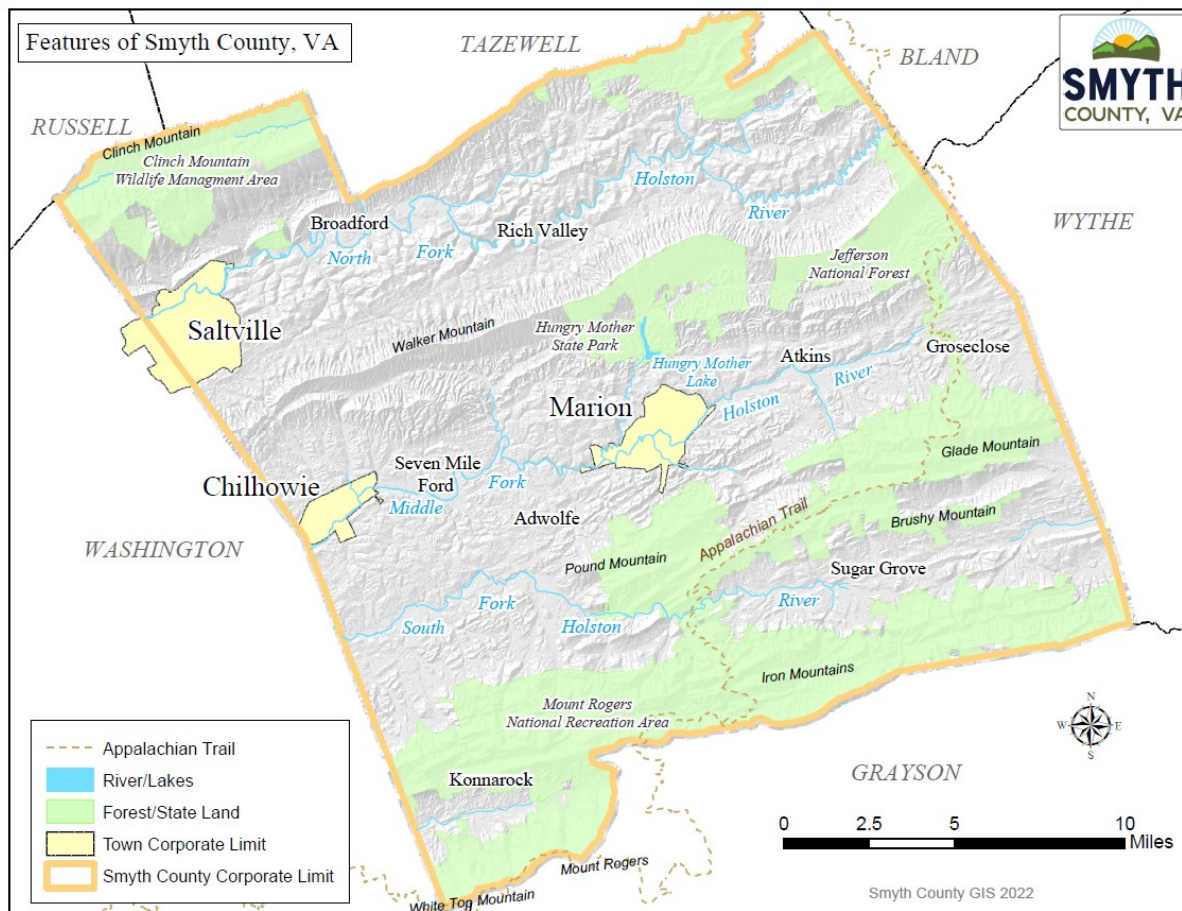 Features of Smyth County, VA
TAZEWELL
BLAND
SMYTH
COUNTY, VA
RUSSELL
Clinch Mountain
Clinch Mountain
Wildlife Managment Area
WYTHE
Broadford
Holston
River
Rich Valley
North
Fork
Jefferson
National Forest
Saltville
Walker Mountain
Hungry Mother
State Park
Hungry Mother
Lake
Atkins
Groseclose
River
Holston
Marion
Glade Mountain
Seven Mile
Ford
Fork
Chilhowie
Middle
Adwolfe
Appalachian Trail
Brushy Mountain
WASHINGTON
Pound Mountain
Sugar Grove
South
Fork
Holston
River
Iron Mountains
Mount Rogers
National Recreation Area
N
W
E
S
Konnarock
GRAYSON
Mount Rogers
White Top Mountain
Appalachian Trail
River/Lakes
Forest/State Land
Town Corporate Limit
Smyth County Corporate Limit
0 2.5 5 10
Miles
Smyth County GIS 2022